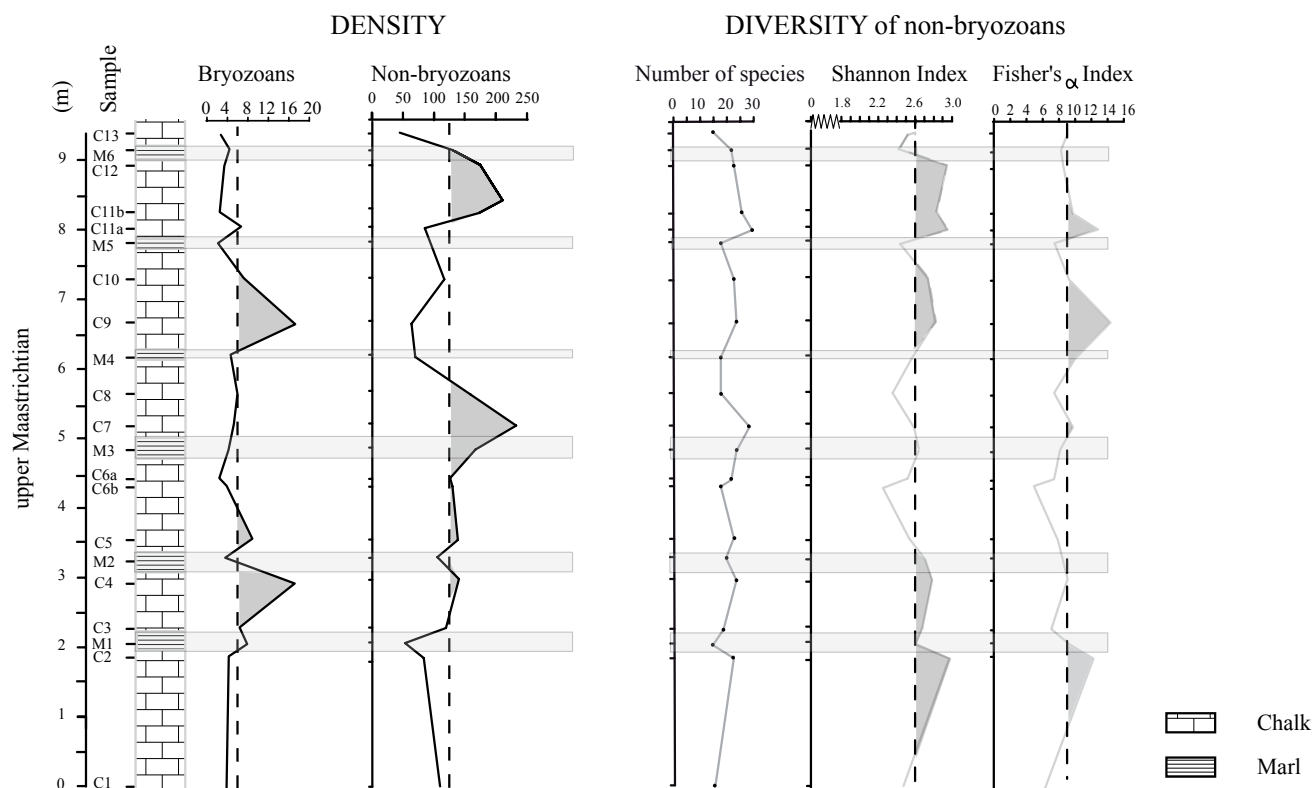 DENSITY
DIVERSITY of non-bryozoans
(m)
Sample
Bryozoans
Non-bryozoans
Number of species
Shannon Index
Fisher's α Index
0 4 8 12 16 20
0 50 100 150 200 250
0 10 20 30
0 1.8 2.2 2.6 3.0
0 2 4 6 8 10 12 14 16
upper Maastrichtian
C13
9
M6
C12
C11b
8
C11a
M5
C10
7
C9
6
M4
C8
C7
5
M3
C6a
C6b
4
C5
M2
3
C4
C3
2
M1
C2
1
0
C1
Chalk
Marl